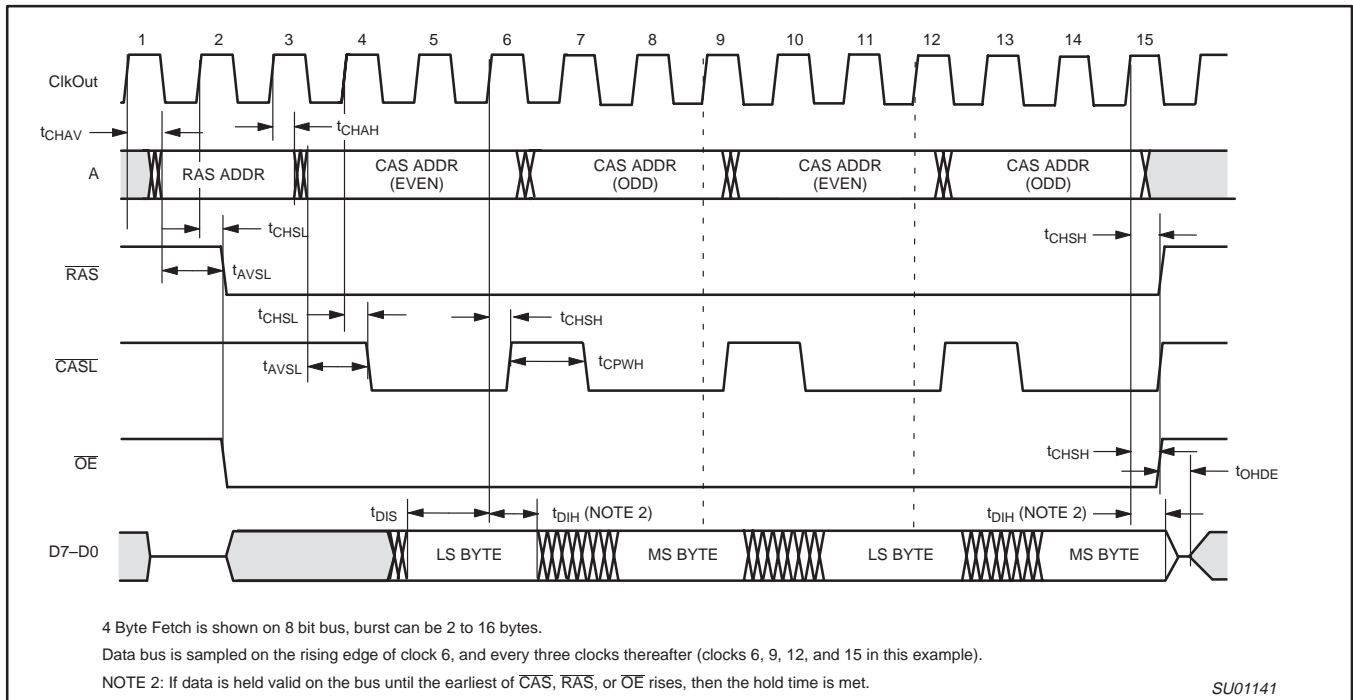 1 2 3 4 5 6 7 8 9 10 11 12 13 14 15
ClkOut
tCHAV
tCHAH
A
RAS ADDR
CAS ADDR
(EVEN)
CAS ADDR
(ODD)
CAS ADDR
(EVEN)
CAS ADDR
(ODD)
tCHSL
tCHSH
RAS
tAVSL
tCHSL
tCHSH
CASL
tAVSL
tCPWH
OE
tCHSH
tOHDE
tDIS
tDIH (NOTE 2)
tDIH (NOTE 2)
D7–D0
LS BYTE
MS BYTE
LS BYTE
MS BYTE
4 Byte Fetch is shown on 8 bit bus, burst can be 2 to 16 bytes.
Data bus is sampled on the rising edge of clock 6, and every three clocks thereafter (clocks 6, 9, 12, and 15 in this example).
NOTE 2: If data is held valid on the bus until the earliest of CAS, RAS, or OE rises, then the hold time is met.
SU01141